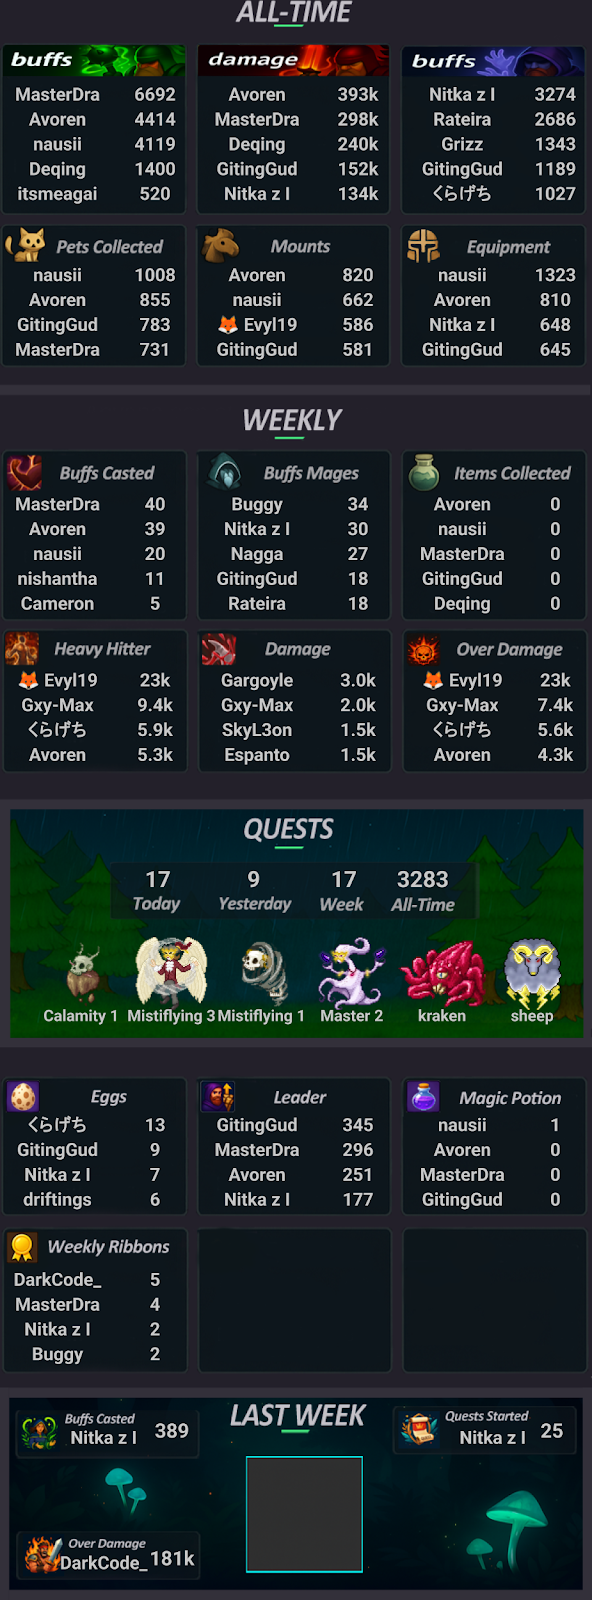 ALL-TIME
buffs
MasterDra 6692
Avoren 4414
nausii 4119
Deqing 1400
itsmeagai 520
damage
Avoren 393k
MasterDra 298k
Deqing 240k
GitingGud 152k
Nitka z I 134k
buffs
Nitka z I 3274
Rateira 2686
Grizz 1343
GitingGud 1189
くらげち 1027
Pets Collected
nausii 1008
Avoren 855
GitingGud 783
MasterDra 731
Mounts
Avoren 820
nausii 662
🦊 Evyl19 586
GitingGud 581
Equipment
nausii 1323
Avoren 810
Nitka z I 648
GitingGud 645
WEEKLY
Buffs Casted
MasterDra 40
Avoren 39
nausii 20
nishantha 11
Cameron 5
Buffs Mages
Buggy 34
Nitka z I 30
Nagga 27
GitingGud 18
Rateira 18
Items Collected
Avoren 0
nausii 0
MasterDra 0
GitingGud 0
Deqing 0
Heavy Hitter
🦊 Evyl19 23k
Gxy-Max 9.4k
くらげち 5.9k
Avoren 5.3k
Damage
Gargoyle 3.0k
Gxy-Max 2.0k
SkyL3on 1.5k
Espanto 1.5k
Over Damage
🦊 Evyl19 23k
Gxy-Max 7.4k
くらげち 5.6k
Avoren 4.3k
QUESTS
17 9 17 3283
Today Yesterday Week All-Time
Calamity 1 Mistiflying 3 Mistiflying 1 Master 2 kraken sheep
Eggs
くらげち 13
GitingGud 9
Nitka z I 7
driftings 6
Leader
GitingGud 345
MasterDra 296
Avoren 251
Nitka z I 177
Magic Potion
nausii 1
Avoren 0
MasterDra 0
GitingGud 0
Weekly Ribbons
DarkCode_ 5
MasterDra 4
Nitka z I 2
Buggy 2
LAST WEEK
Buffs Casted
Nitka z I 389
Quests Started
Nitka z I 25
Over Damage
DarkCode_ 181k